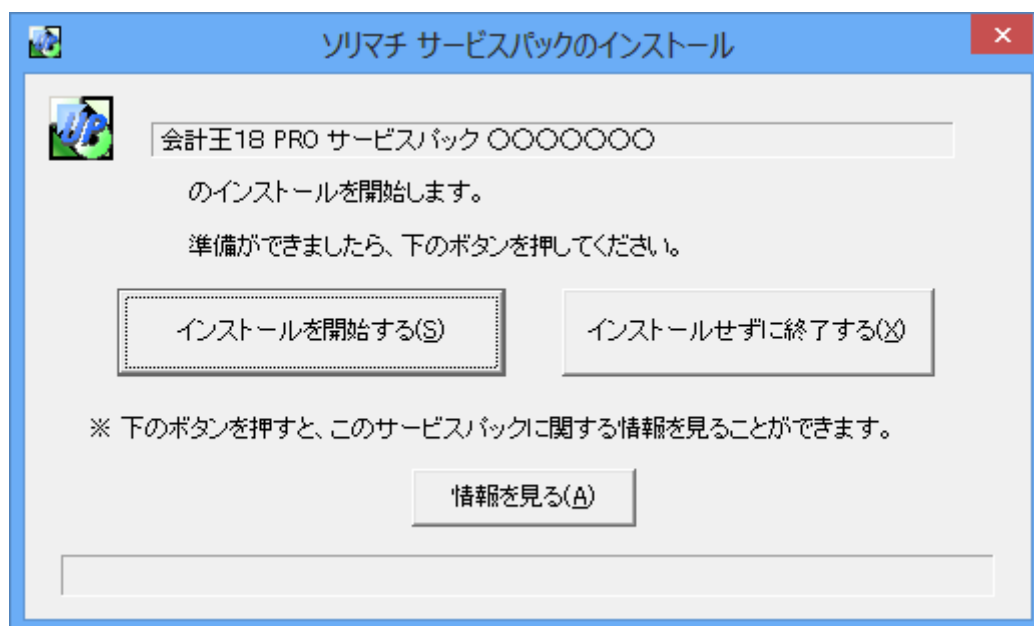 ソリマチ サービスパックのインストール
UP
会計王18 PRO サービスパック ○○○○○○○
のインストールを開始します。
準備ができましたら、下のボタンを押してください。
インストールを開始する(S) インストールせずに終了する(X)
※ 下のボタンを押すと、このサービスパックに関する情報を見ることができます。
情報を見る(A)